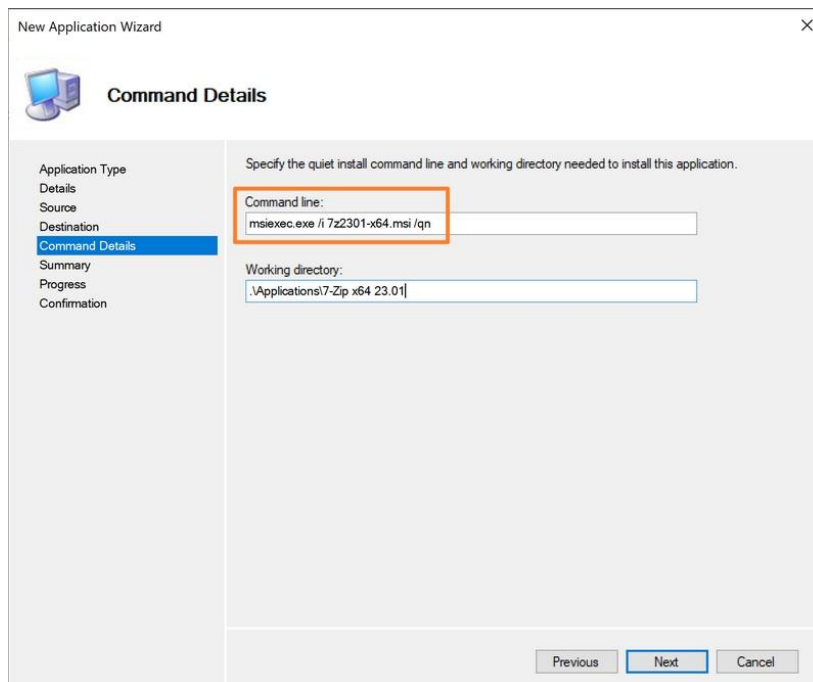 New Application Wizard
Command Details
Application Type
Details
Source
Destination
Command Details
Summary
Progress
Confirmation
Specify the quiet install command line and working directory needed to install this application.
Command line:
msiexec.exe /i 7z2301-x64.msi /qn
Working directory:
.\Applications\7-Zip x64 23.01
Previous
Next
Cancel